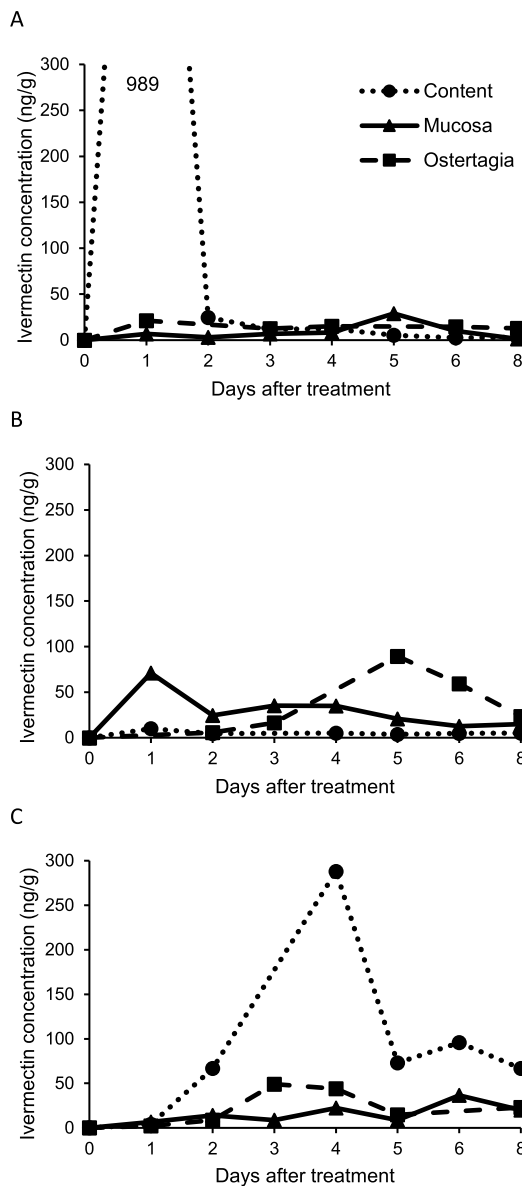 A
Ivermectin concentration (ng/g)
300
250
200
150
100
50
0
989
Content
Mucosa
Ostertagia
0 1 2 3 4 5 6 8
Days after treatment
B
Ivermectin concentration (ng/g)
300
250
200
150
100
50
0
0 1 2 3 4 5 6 8
Days after treatment
C
Ivermectin concentration (ng/g)
300
250
200
150
100
50
0
0 1 2 3 4 5 6 8
Days after treatment